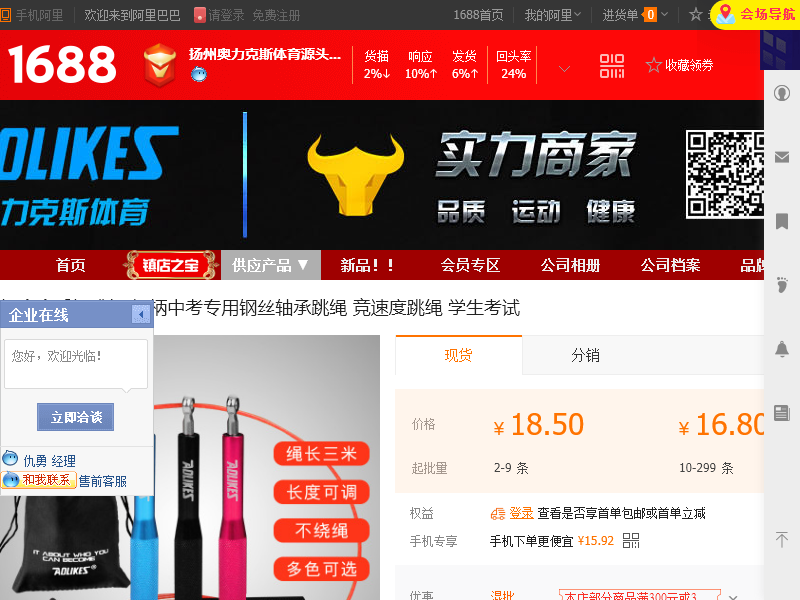 手机阿里 欢迎来到阿里巴巴 请登录 免费注册 1688首页 我的阿里 进货单 0 会场导航
1688
扬州奥力克斯体育源头...
货描 响应 发货 回头率
2%↓ 10%↑ 6%↑ 24%
收藏领券
OLIKES
力克斯体育
实力商家
品质 运动 健康
首页 镇店之宝 供应产品▼ 新品!! 会员专区 公司相册 公司档案 品牌
柄中考专用钢丝轴承跳绳 竞速度跳绳 学生考试
企业在线
您好，欢迎光临!
立即洽谈
仇勇 经理
和我联系 售前客服
绳长三米
长度可调
不绕绳
多色可选
AOLIKES
AOLIKES
IT ABOUT WHO YOU
CAN BECOME
AOLIKES®
现货 分销
价格 ¥ 18.50 ¥ 16.80
起批量 2-9 条 10-299 条
权益 登录 查看是否享首单包邮或首单立减
手机专享 手机下单更便宜 ¥15.92
优惠 混批 本店部分商品满300元或3